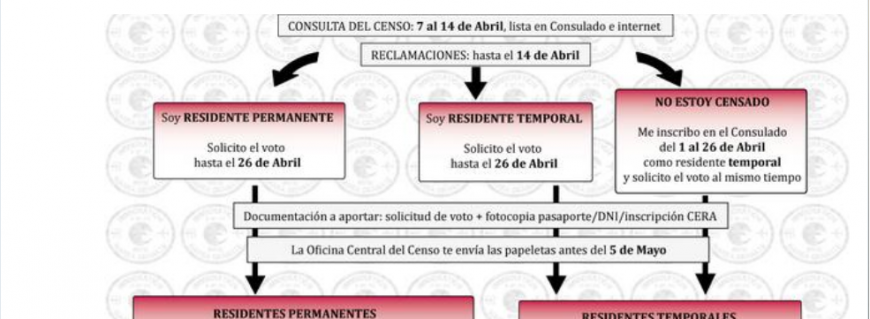 CONSULTA DEL CENSO: 7 al 14 de Abril, lista en Consulado e internet
RECLAMACIONES: hasta el 14 de Abril
Soy RESIDENTE PERMANENTE
Solicito el voto
hasta el 26 de Abril
Soy RESIDENTE TEMPORAL
Solicito el voto
hasta el 26 de Abril
NO ESTOY CENSADO
Me inscribo en el Consulado
del 1 al 26 de Abril
como residente temporal
y solicito el voto al mismo tiempo
Documentación a aportar: solicitud de voto + fotocopia pasaporte/DNI/inscripción CERA
La Oficina Central del Censo te envía las papeletas antes del 5 de Mayo
RESIDENTES PERMANENTES
RESIDENTES TEMPORALES